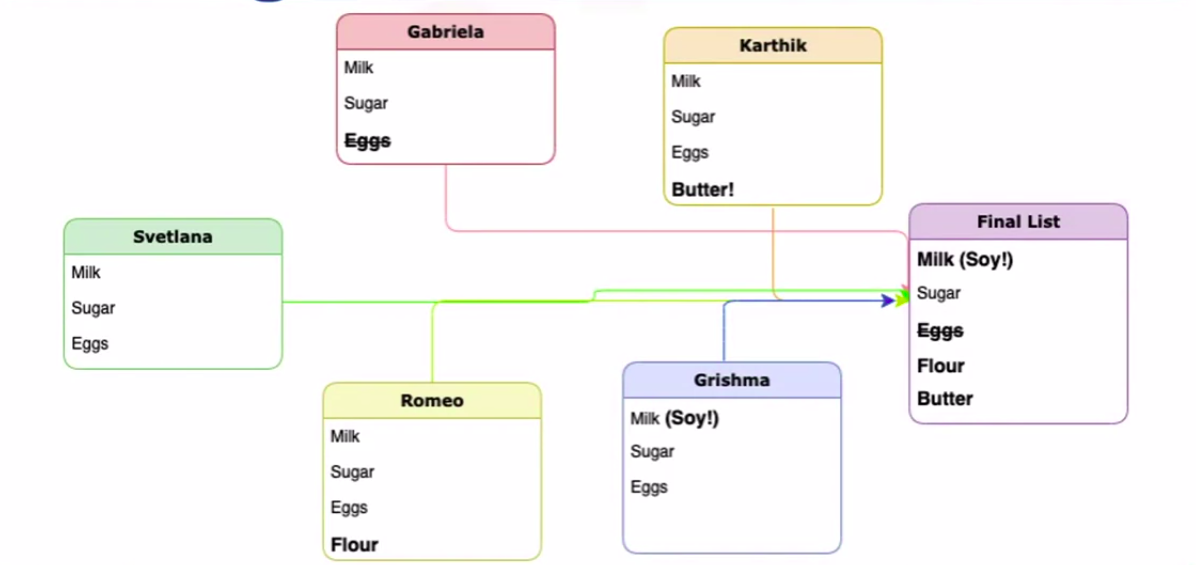 Gabriela
Milk
Sugar
Eggs
Karthik
Milk
Sugar
Eggs
Butter!
Svetlana
Milk
Sugar
Eggs
Romeo
Milk
Sugar
Eggs
Flour
Grishma
Milk (Soy!)
Sugar
Eggs
Final List
Milk (Soy!)
Sugar
Eggs
Flour
Butter